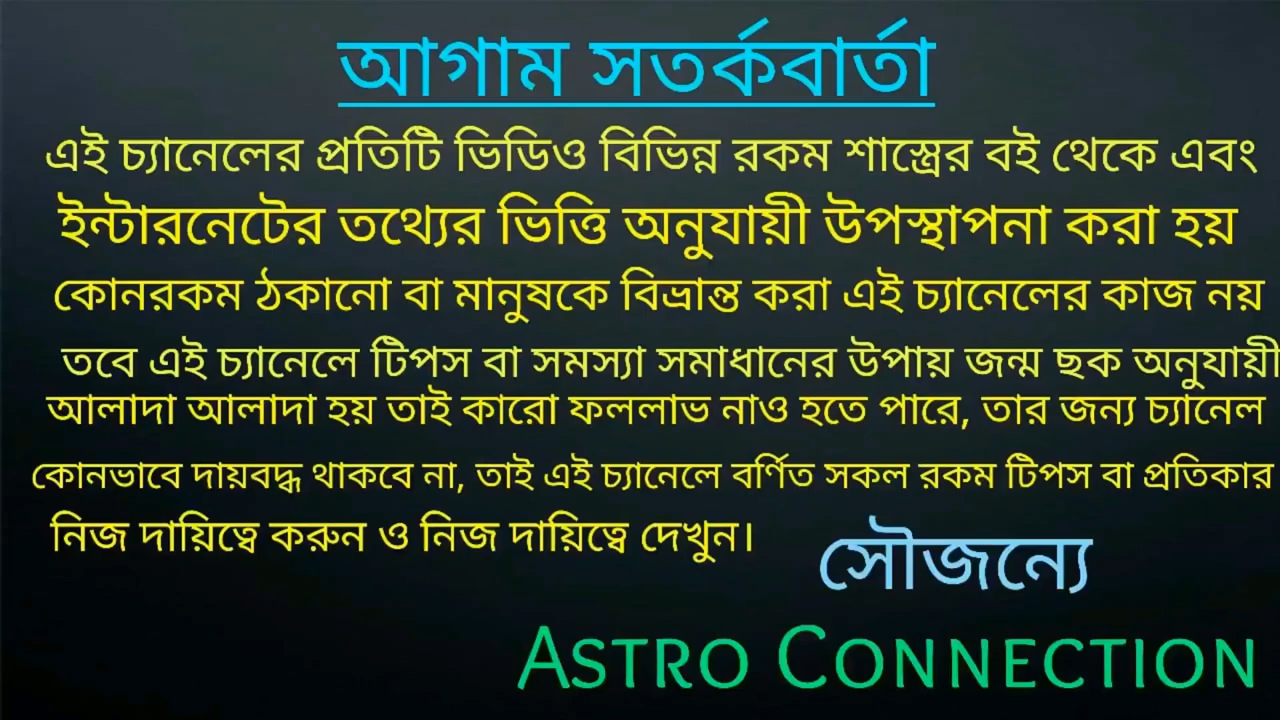 আগাম সতর্কবার্তা
এই চ্যানেলের প্রতিটি ভিডিও বিভিন্ন রকম শাস্ত্রের বই থেকে এবং
ইন্টারনেটের তথ্যের ভিত্তি অনুযায়ী উপস্থাপনা করা হয়
কোনরকম ঠকানো বা মানুষকে বিভ্রান্ত করা এই চ্যানেলের কাজ নয়
তবে এই চ্যানেলে টিপস বা সমস্যা সমাধানের উপায় জন্ম ছক অনুযায়ী
আলাদা আলাদা হয় তাই কারো ফললাভ নাও হতে পারে, তার জন্য চ্যানেল
কোনভাবে দায়বদ্ধ থাকবে না, তাই এই চ্যানেলে বর্ণিত সকল রকম টিপস বা প্রতিকার
নিজ দায়িত্বে করুন ও নিজ দায়িত্বে দেখুন।
সৌজন্যে
ASTRO CONNECTION